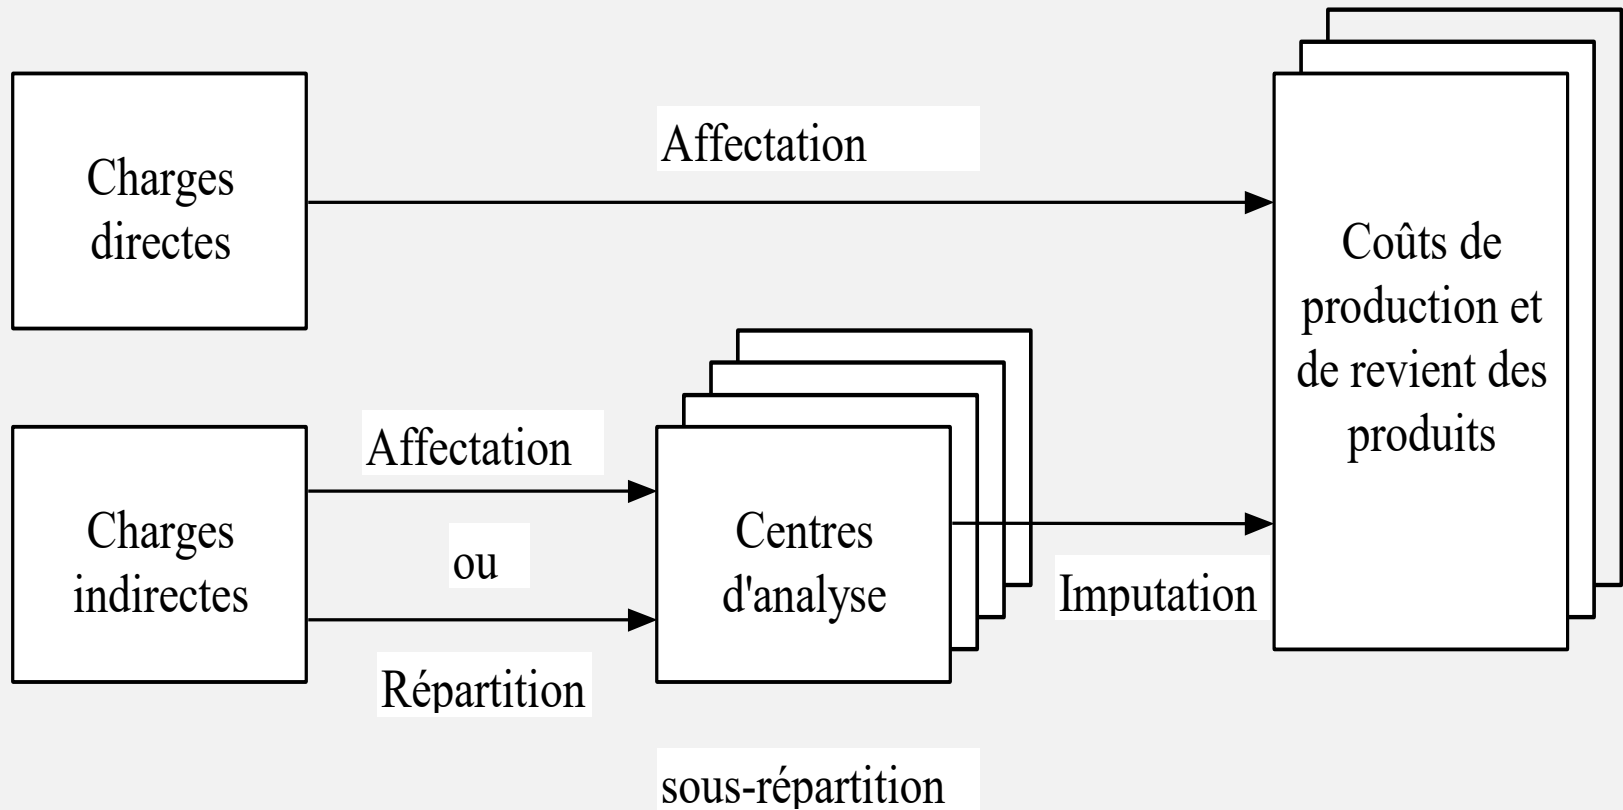 Charges
directes
Affectation
Coûts de
production et
de revient des
produits
Charges
indirectes
Affectation
ou
Répartition
Centres
d'analyse
Imputation
sous-répartition